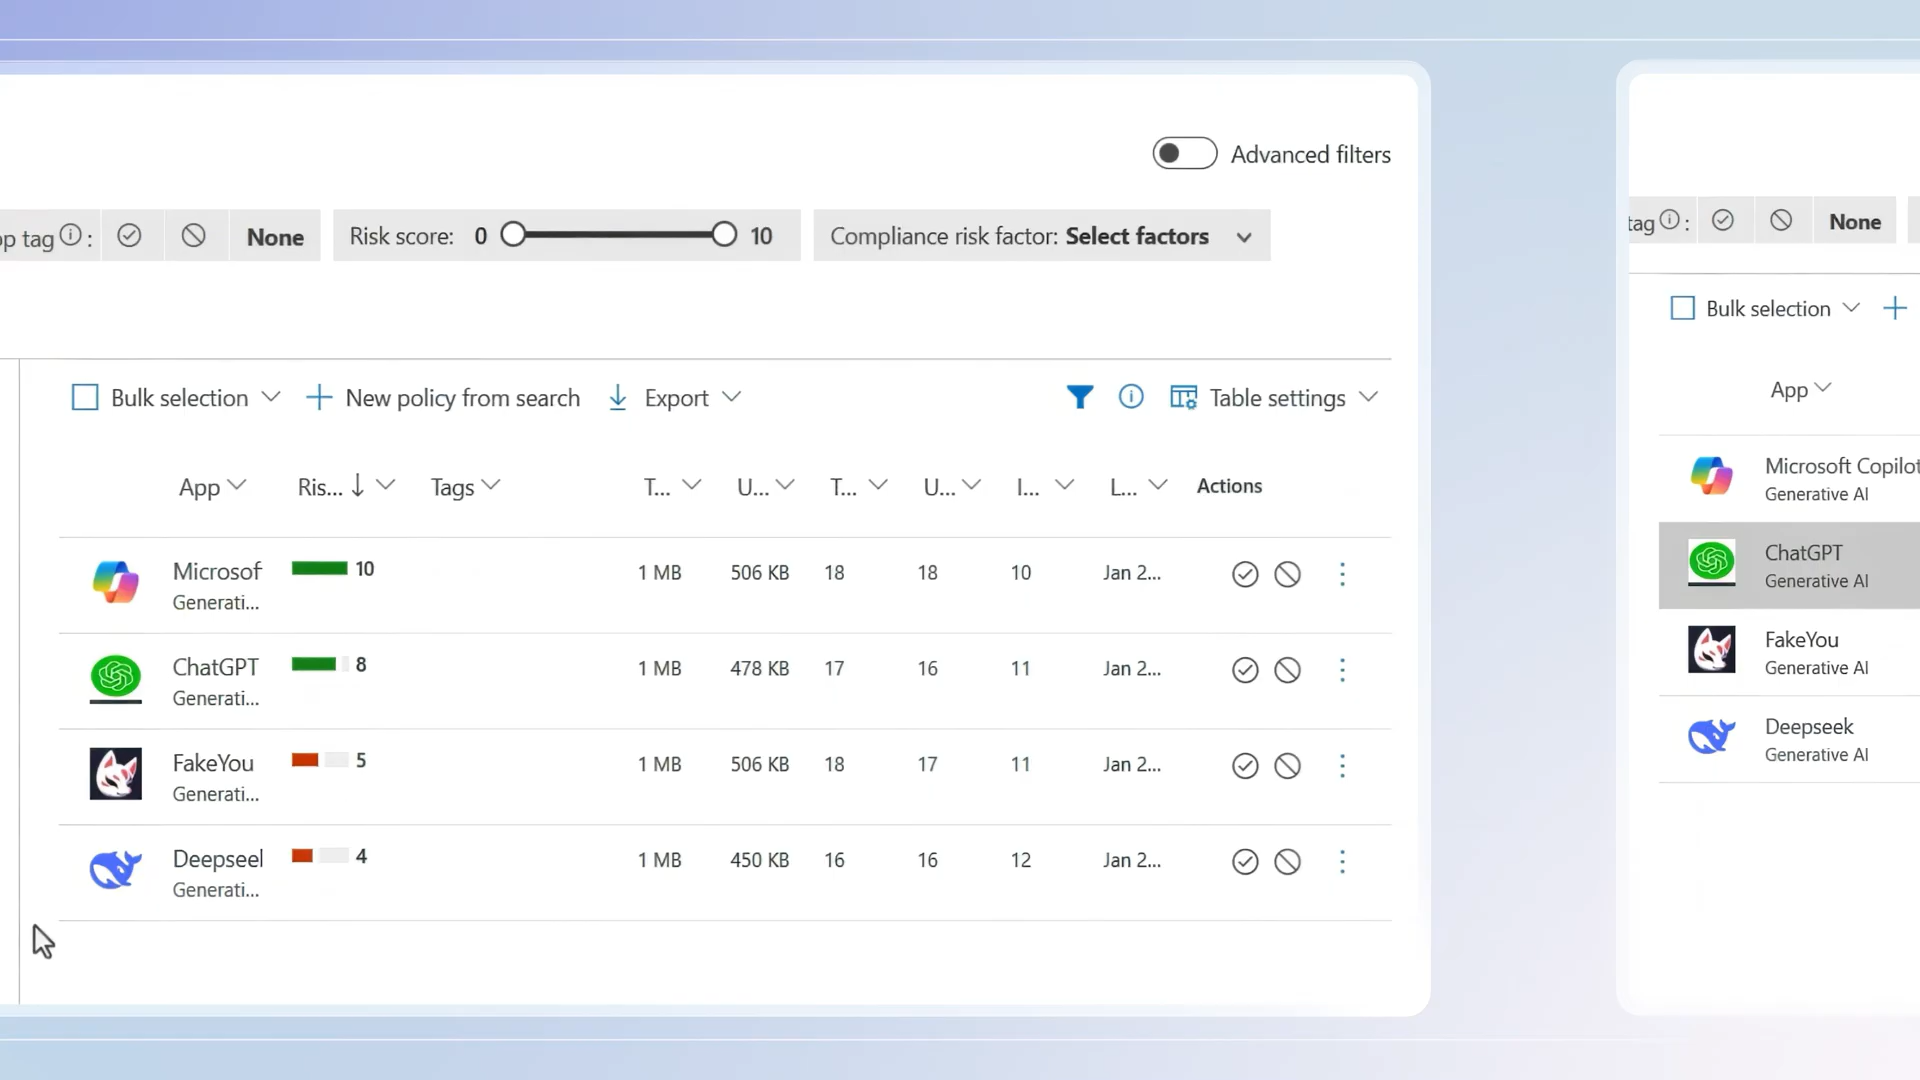 Advanced filters
pp tag :
None
Risk score: 0 10
Compliance risk factor: Select factors
Bulk selection
New policy from search
Export
Table settings
App Ris... Tags T... U... T... U... I... L... Actions
Microsof 10 1 MB 506 KB 18 18 10 Jan 2...
Generati...
ChatGPT 8 1 MB 478 KB 17 16 11 Jan 2...
Generati...
FakeYou 5 1 MB 506 KB 18 17 11 Jan 2...
Generati...
Deepseel 4 1 MB 450 KB 16 16 12 Jan 2...
Generati...
tag :
None
Bulk selection
App
Microsoft Copilot
Generative AI
ChatGPT
Generative AI
FakeYou
Generative AI
Deepseek
Generative AI